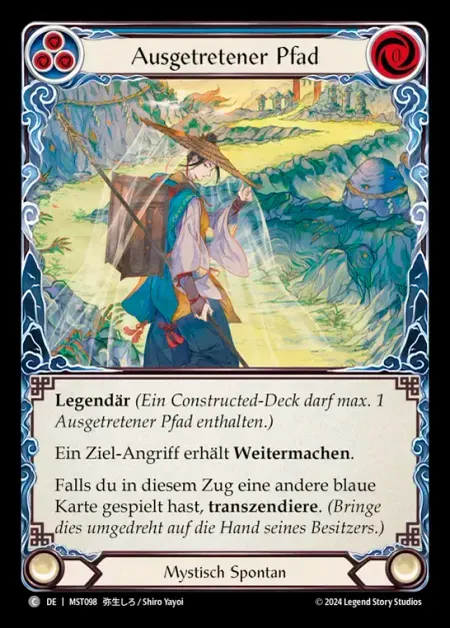 Ausgetretener Pfad
0
Legendär (Ein Constructed-Deck darf max. 1
Ausgetretener Pfad enthalten.)
Ein Ziel-Angriff erhält Weitermachen.
Falls du in diesem Zug eine andere blaue
Karte gespielt hast, transzendiere. (Bringe
dies umgedreht auf die Hand seines Besitzers.)
Mystisch Spontan
C DE | MST098 弥生しろ / Shiro Yayoi © 2024 Legend Story Studios